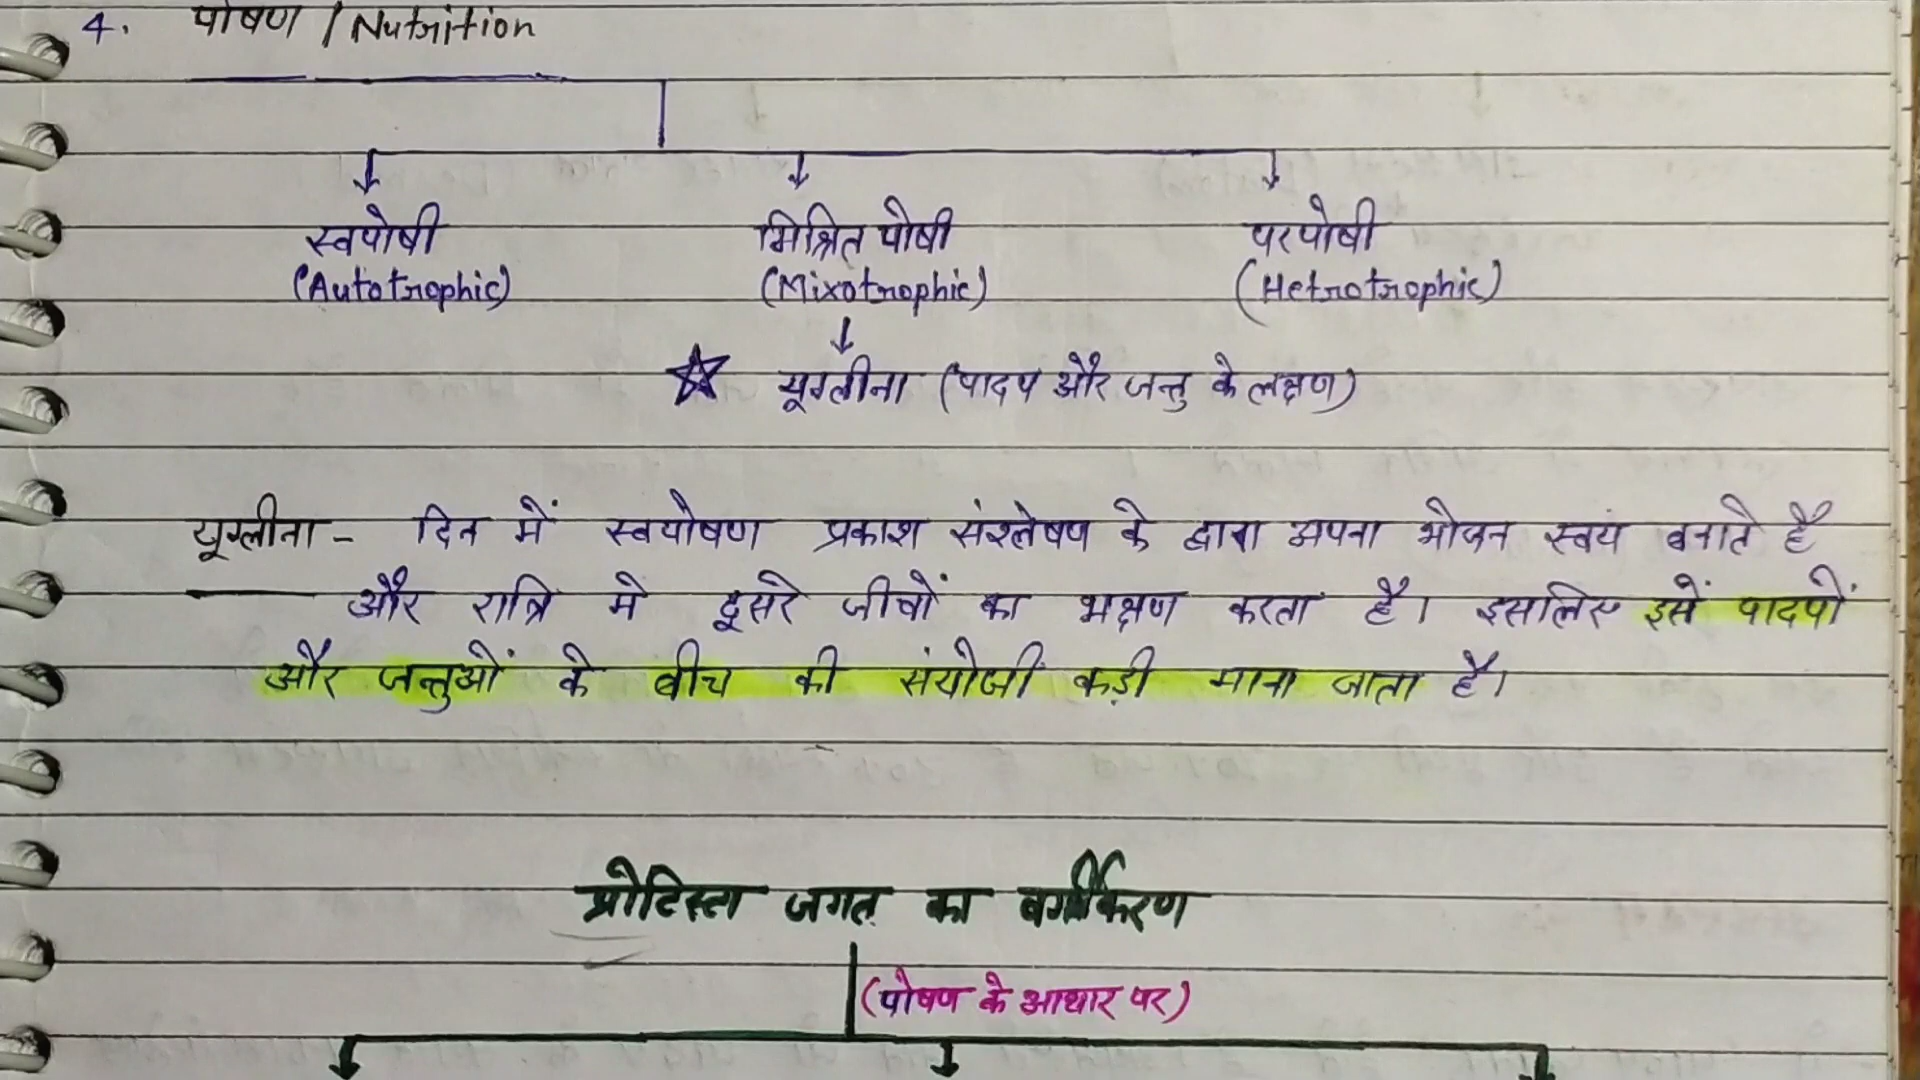 4. पोषण / Nutrition
स्वपोषी मिश्रित पोषी परपोषी
(Autotrophic) (Mixotrophic) (Hetrotrophic)
यूग्लीना (पादप और जन्तु के लक्षण)
यूग्लीना - दिन में स्वपोषण प्रकाश संश्लेषण के द्वारा अपना भोजन स्वयं बनाते है
और रात्रि मे दूसरे जीवों का भक्षण करता है। इसलिए इसें पादपों
और जन्तुओं के बीच की संयोजी कड़ी माना जाता है।
प्रोटिस्टा जगत का वर्गीकरण
(पोषण के आधार पर)